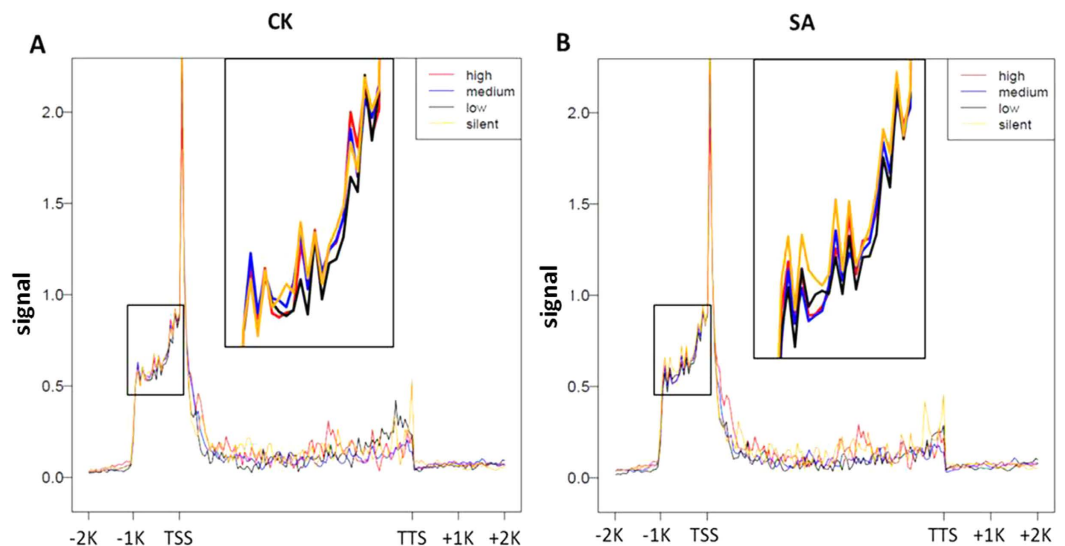 CK
SA
A
B
high
medium
low
silent
high
medium
low
silent
signal
2.0
1.5
1.0
0.5
0.0
signal
2.0
1.5
1.0
0.5
0.0
-2K -1K TSS TTS +1K +2K
-2K -1K TSS TTS +1K +2K